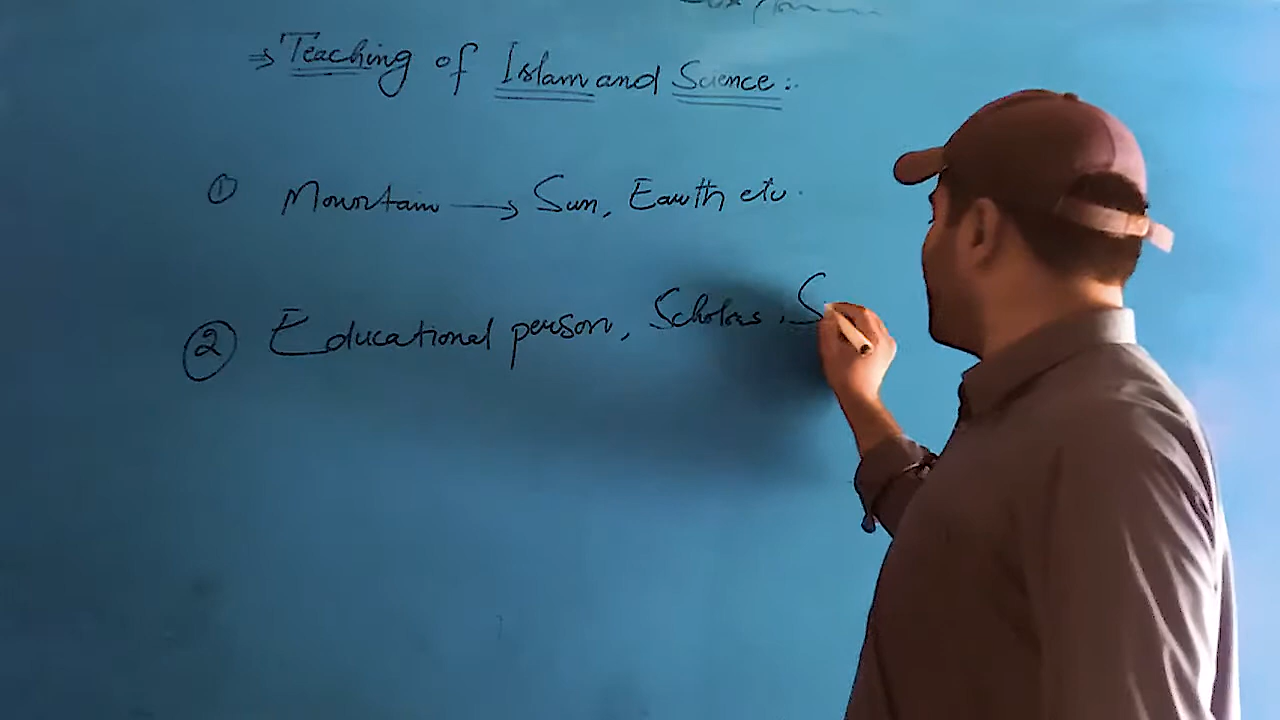 ⇒ Teaching of Islam and Science :-
① Mountain → Sun, Earth etc.
② Educational person, Scholars, S